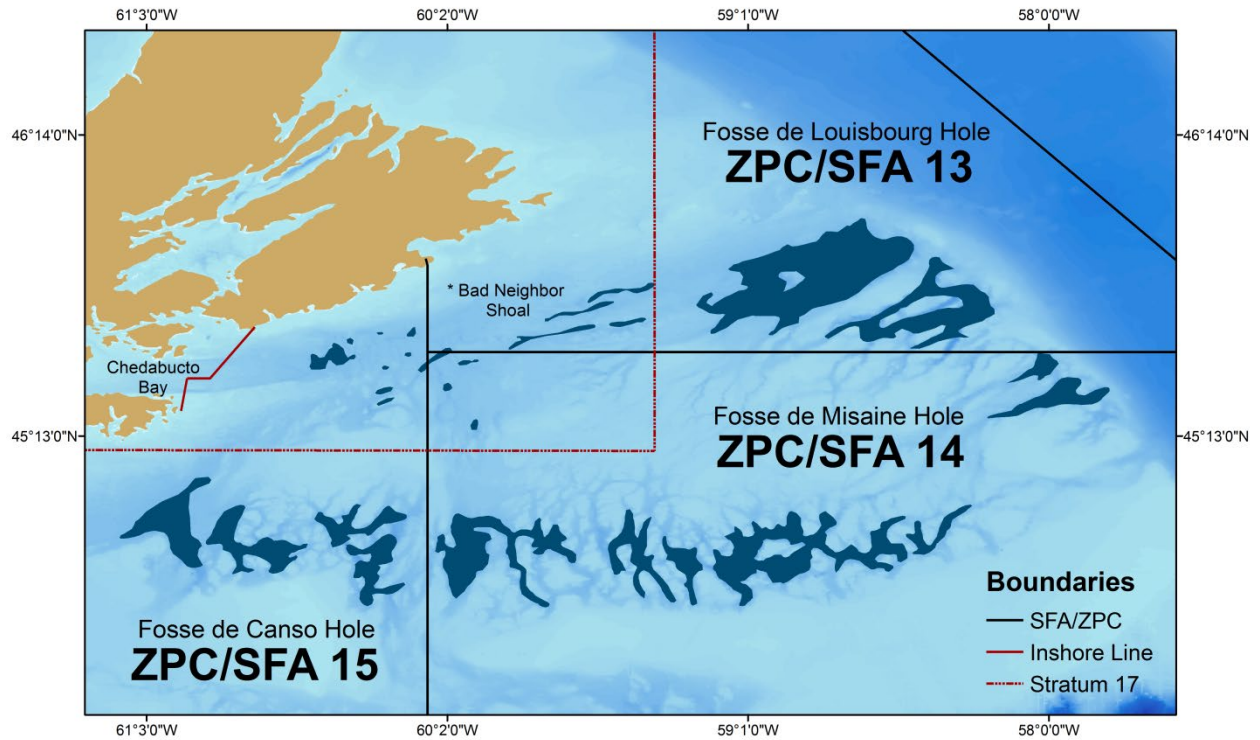 61°3'0"W 60°2'0"W 59°1'0"W 58°0'0"W
46°14'0"N 46°14'0"N
Fosse de Louisbourg Hole
ZPC/SFA 13
* Bad Neighbor
Shoal
Chedabucto
Bay
Fosse de Misaine Hole
ZPC/SFA 14
45°13'0"N 45°13'0"N
Boundaries
SFA/ZPC
Inshore Line
Stratum 17
Fosse de Canso Hole
ZPC/SFA 15
61°3'0"W 60°2'0"W 59°1'0"W 58°0'0"W